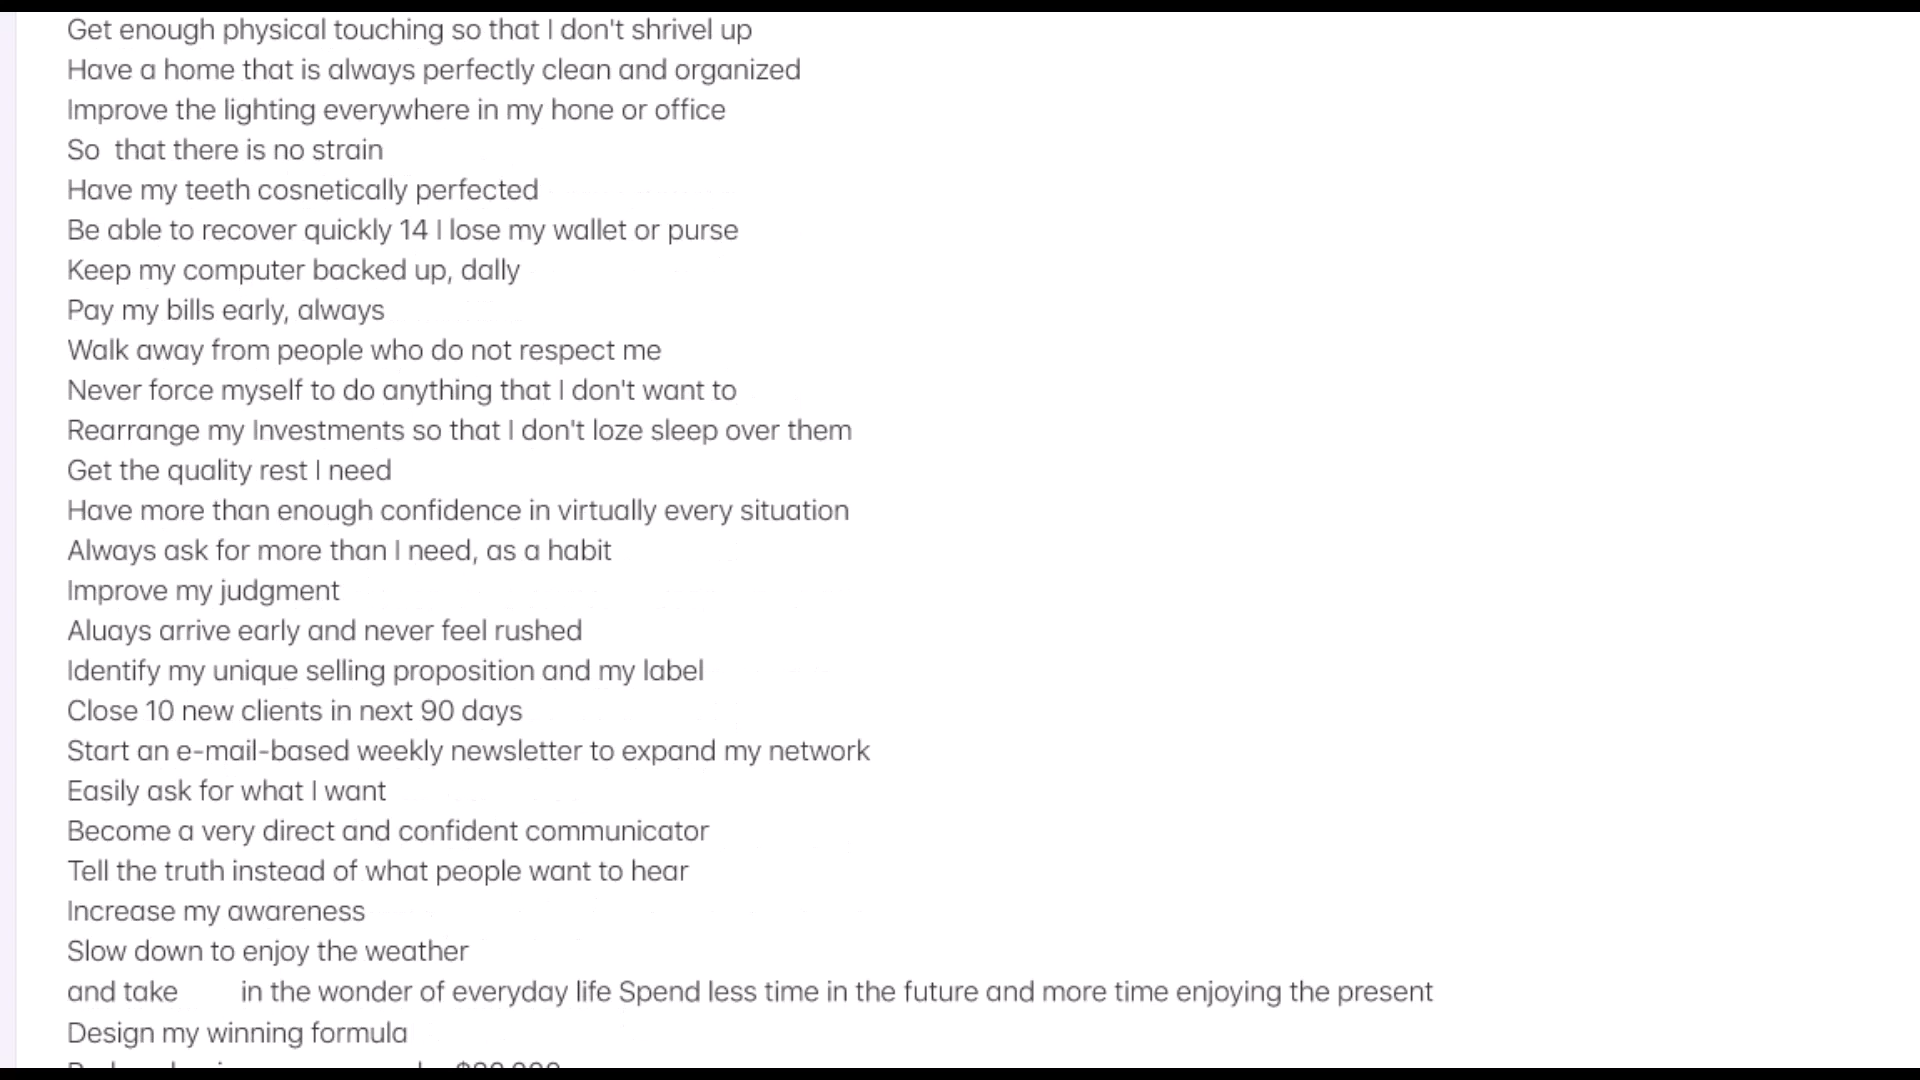 Get enough physical touching so that I don't shrivel up
Have a home that is always perfectly clean and organized
Improve the lighting everywhere in my hone or office
So  that there is no strain
Have my teeth cosnetically perfected
Be able to recover quickly 14 I lose my wallet or purse
Keep my computer backed up, dally
Pay my bills early, always
Walk away from people who do not respect me
Never force myself to do anything that I don't want to
Rearrange my Investments so that I don't loze sleep over them
Get the quality rest I need
Have more than enough confidence in virtually every situation
Always ask for more than I need, as a habit
Improve my judgment
Aluays arrive early and never feel rushed
Identify my unique selling proposition and my label
Close 10 new clients in next 90 days
Start an e-mail-based weekly newsletter to expand my network
Easily ask for what I want
Become a very direct and confident communicator
Tell the truth instead of what people want to hear
Increase my awareness
Slow down to enjoy the weather
and take        in the wonder of everyday life Spend less time in the future and more time enjoying the present
Design my winning formula